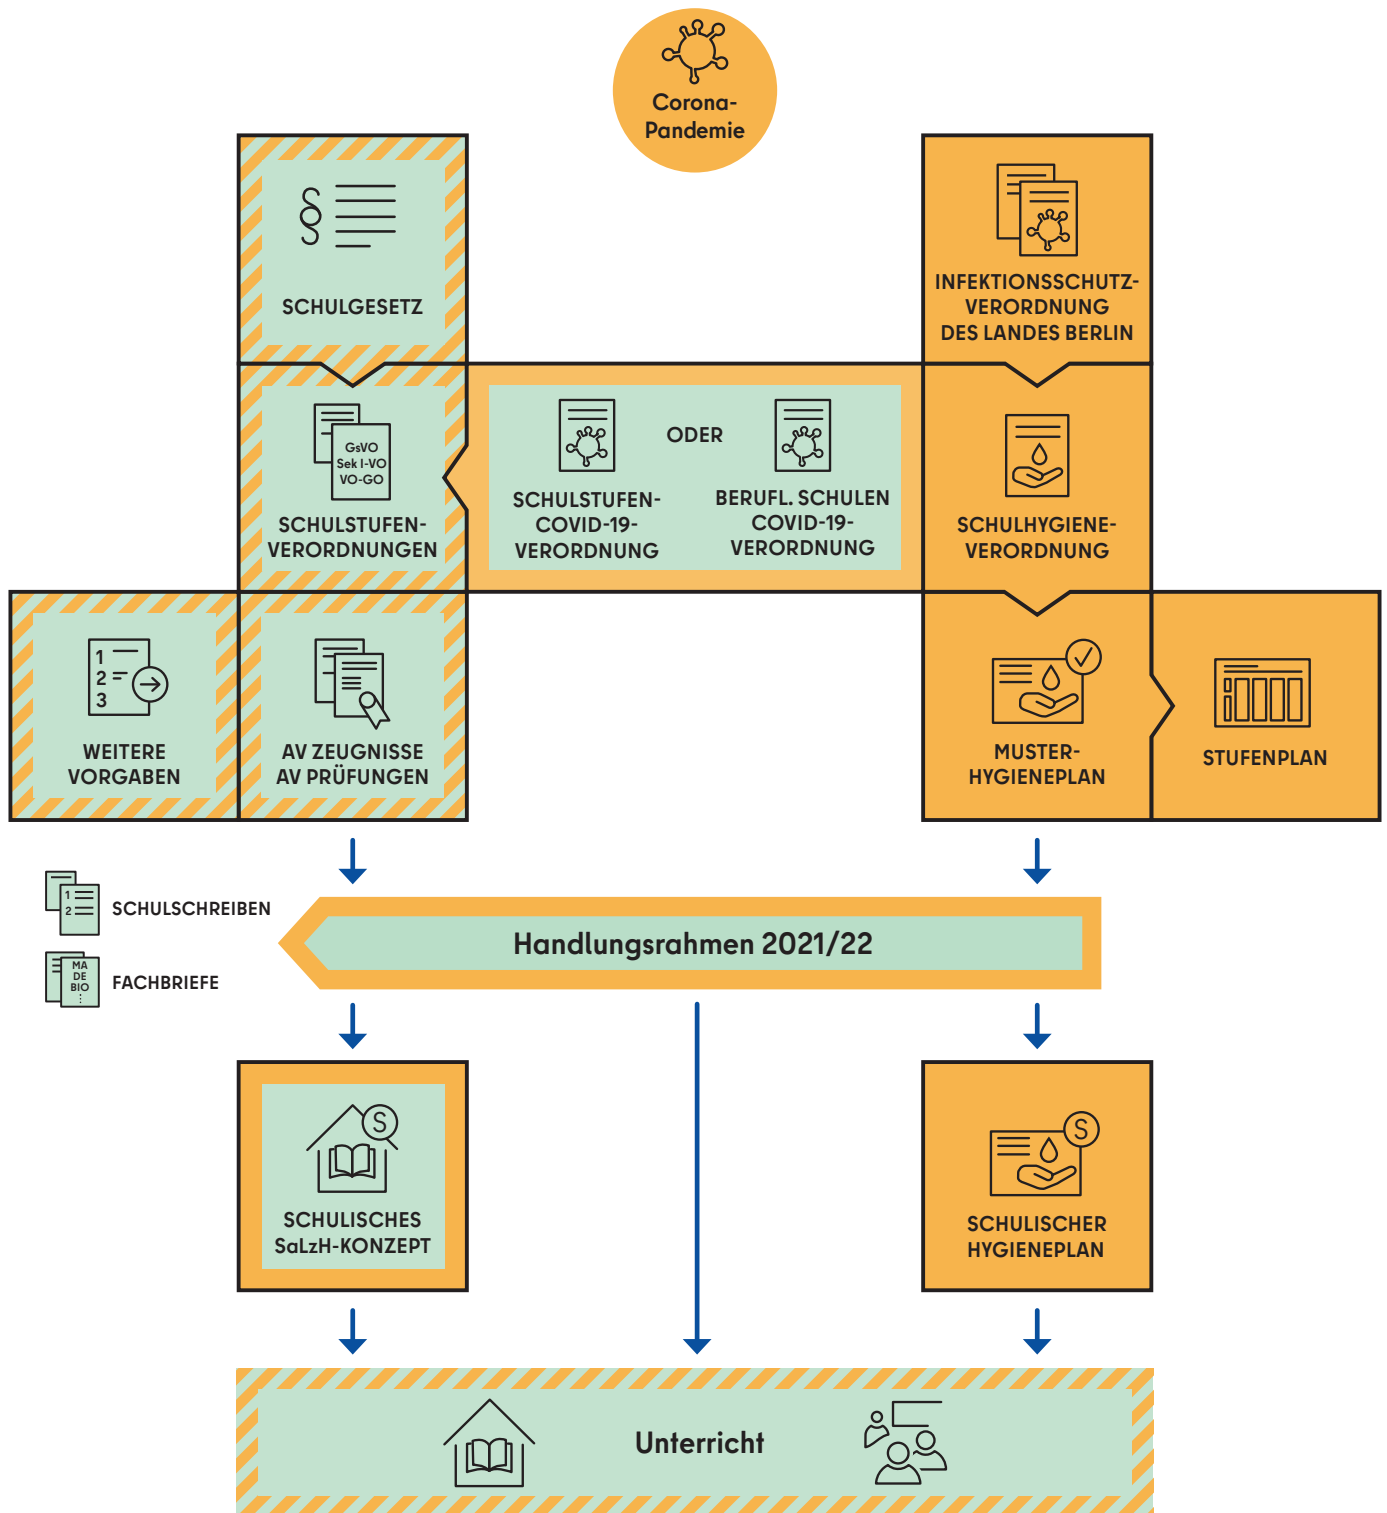 Corona-
Pandemie
§
SCHULGESETZ
INFEKTIONSSCHUTZ-
VERORDNUNG
DES LANDES BERLIN
GsVO
Sek I-VO
VO-GO
SCHULSTUFEN-
VERORDNUNGEN
SCHULSTUFEN-
COVID-19-
VERORDNUNG
ODER
BERUFL. SCHULEN
COVID-19-
VERORDNUNG
SCHULHYGIENE-
VERORDNUNG
1
2
3
WEITERE
VORGABEN
AV ZEUGNISSE
AV PRÜFUNGEN
MUSTER-
HYGIENEPLAN
STUFENPLAN
1
2
SCHULSCHREIBEN
MA
DE
BIO
⋮
FACHBRIEFE
Handlungsrahmen 2021/22
S
SCHULISCHES
SaLzH-KONZEPT
S
SCHULISCHER
HYGIENEPLAN
Unterricht